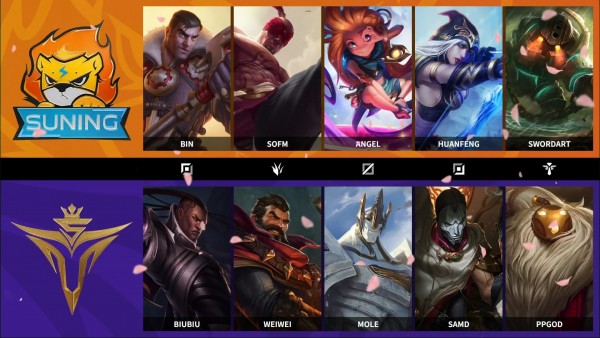 SUNING
BIN
SOFM
ANGEL
HUANFENG
SWORDART
BIUBIU
WEIWEI
MOLE
SAMD
PPGOD